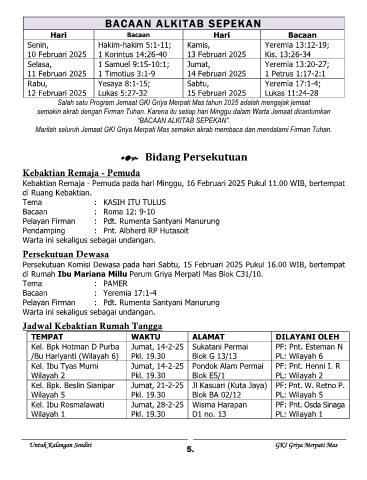 BACAAN ALKITAB SEPEKAN
Hari Bacaan Hari Bacaan
Senin, Hakim-hakim 5:1-11; Kamis, Yeremia 13:12-19;
10 Februari 2025 1 Korintus 14:26-40 13 Februari 2025 Kis. 13:26-34
Selasa, 1 Samuel 9:15-10:1; Jumat, Yeremia 13:20-27;
11 Februari 2025 1 Timotius 3:1-9 14 Februari 2025 1 Petrus 1:17-2:1
Rabu, Yesaya 8:1-15; Sabtu, Yeremia 17:1-4;
12 Februari 2025 Lukas 5:27-32 15 Februari 2025 Lukas 11:24-28
Salah satu Program Jemaat GKI Griya Merpati Mas tahun 2025 adalah mengajak jemaat
semakin akrab dengan Firman Tuhan. Karena itu setiap hari Minggu dalam Warta Jemaat dicantumkan
"BACAAN ALKITAB SEPEKAN".
Marilah seluruh Jemaat GKI Griya Merpati Mas semakin akrab membaca dan mendalami Firman Tuhan.
Bidang Persekutuan
Kebaktian Remaja - Pemuda
Kebaktian Remaja - Pemuda pada hari Minggu, 16 Februari 2025 Pukul 11.00 WIB, bertempat
di Ruang Kebaktian.
Tema : KASIH ITU TULUS
Bacaan : Roma 12: 9-10
Pelayan Firman : Pdt. Rumenta Santyani Manurung
Pendamping : Pnt. Albherd RP Hutasoit
Warta ini sekaligus sebagai undangan.
Persekutuan Dewasa
Persekutuan Komisi Dewasa pada hari Sabtu, 15 Februari 2025 Pukul 16.00 WIB, bertempat
di Rumah Ibu Mariana Millu Perum Griya Merpati Mas Blok C31/10.
Tema : PAMER
Bacaan : Yeremia 17:1-4
Pelayan Firman : Pdt. Rumenta Santyani Manurung
Warta ini sekaligus sebagai undangan.
Jadwal Kebaktian Rumah Tangga
TEMPAT WAKTU ALAMAT DILAYANI OLEH
Kel. Bpk Hotman D Purba Jumat, 14-2-25 Sukatani Permai PF: Pnt. Esteman N
/Bu Hariyanti (Wilayah 6) Pkl. 19.30 Blok G 13/13 PL: Wilayah 6
Kel. Ibu Tyas Murni Jumat, 14-2-25 Pondok Alam Permai PF: Pnt. Henni I. R
Wilayah 2 Pkl. 19.30 Blok E5/1 PL: Wilayah 2
Kel. Bpk. Beslin Sianipar Jumat, 21-2-25 Jl Kasuari (Kuta Jaya) PF: Pnt. W. Retno P.
Wilayah 5 Pkl. 19.30 Blok BA 02/12 PL: Wilayah 5
Kel. Ibu Rosmalawati Jumat, 28-2-25 Wisma Harapan PF: Pnt. Osda Sinaga
Wilayah 1 Pkl. 19.30 D1 no. 13 PL: Wilayah 1
Untuk Kalangan Sendiri GKI Griya Merpati Mas
5.